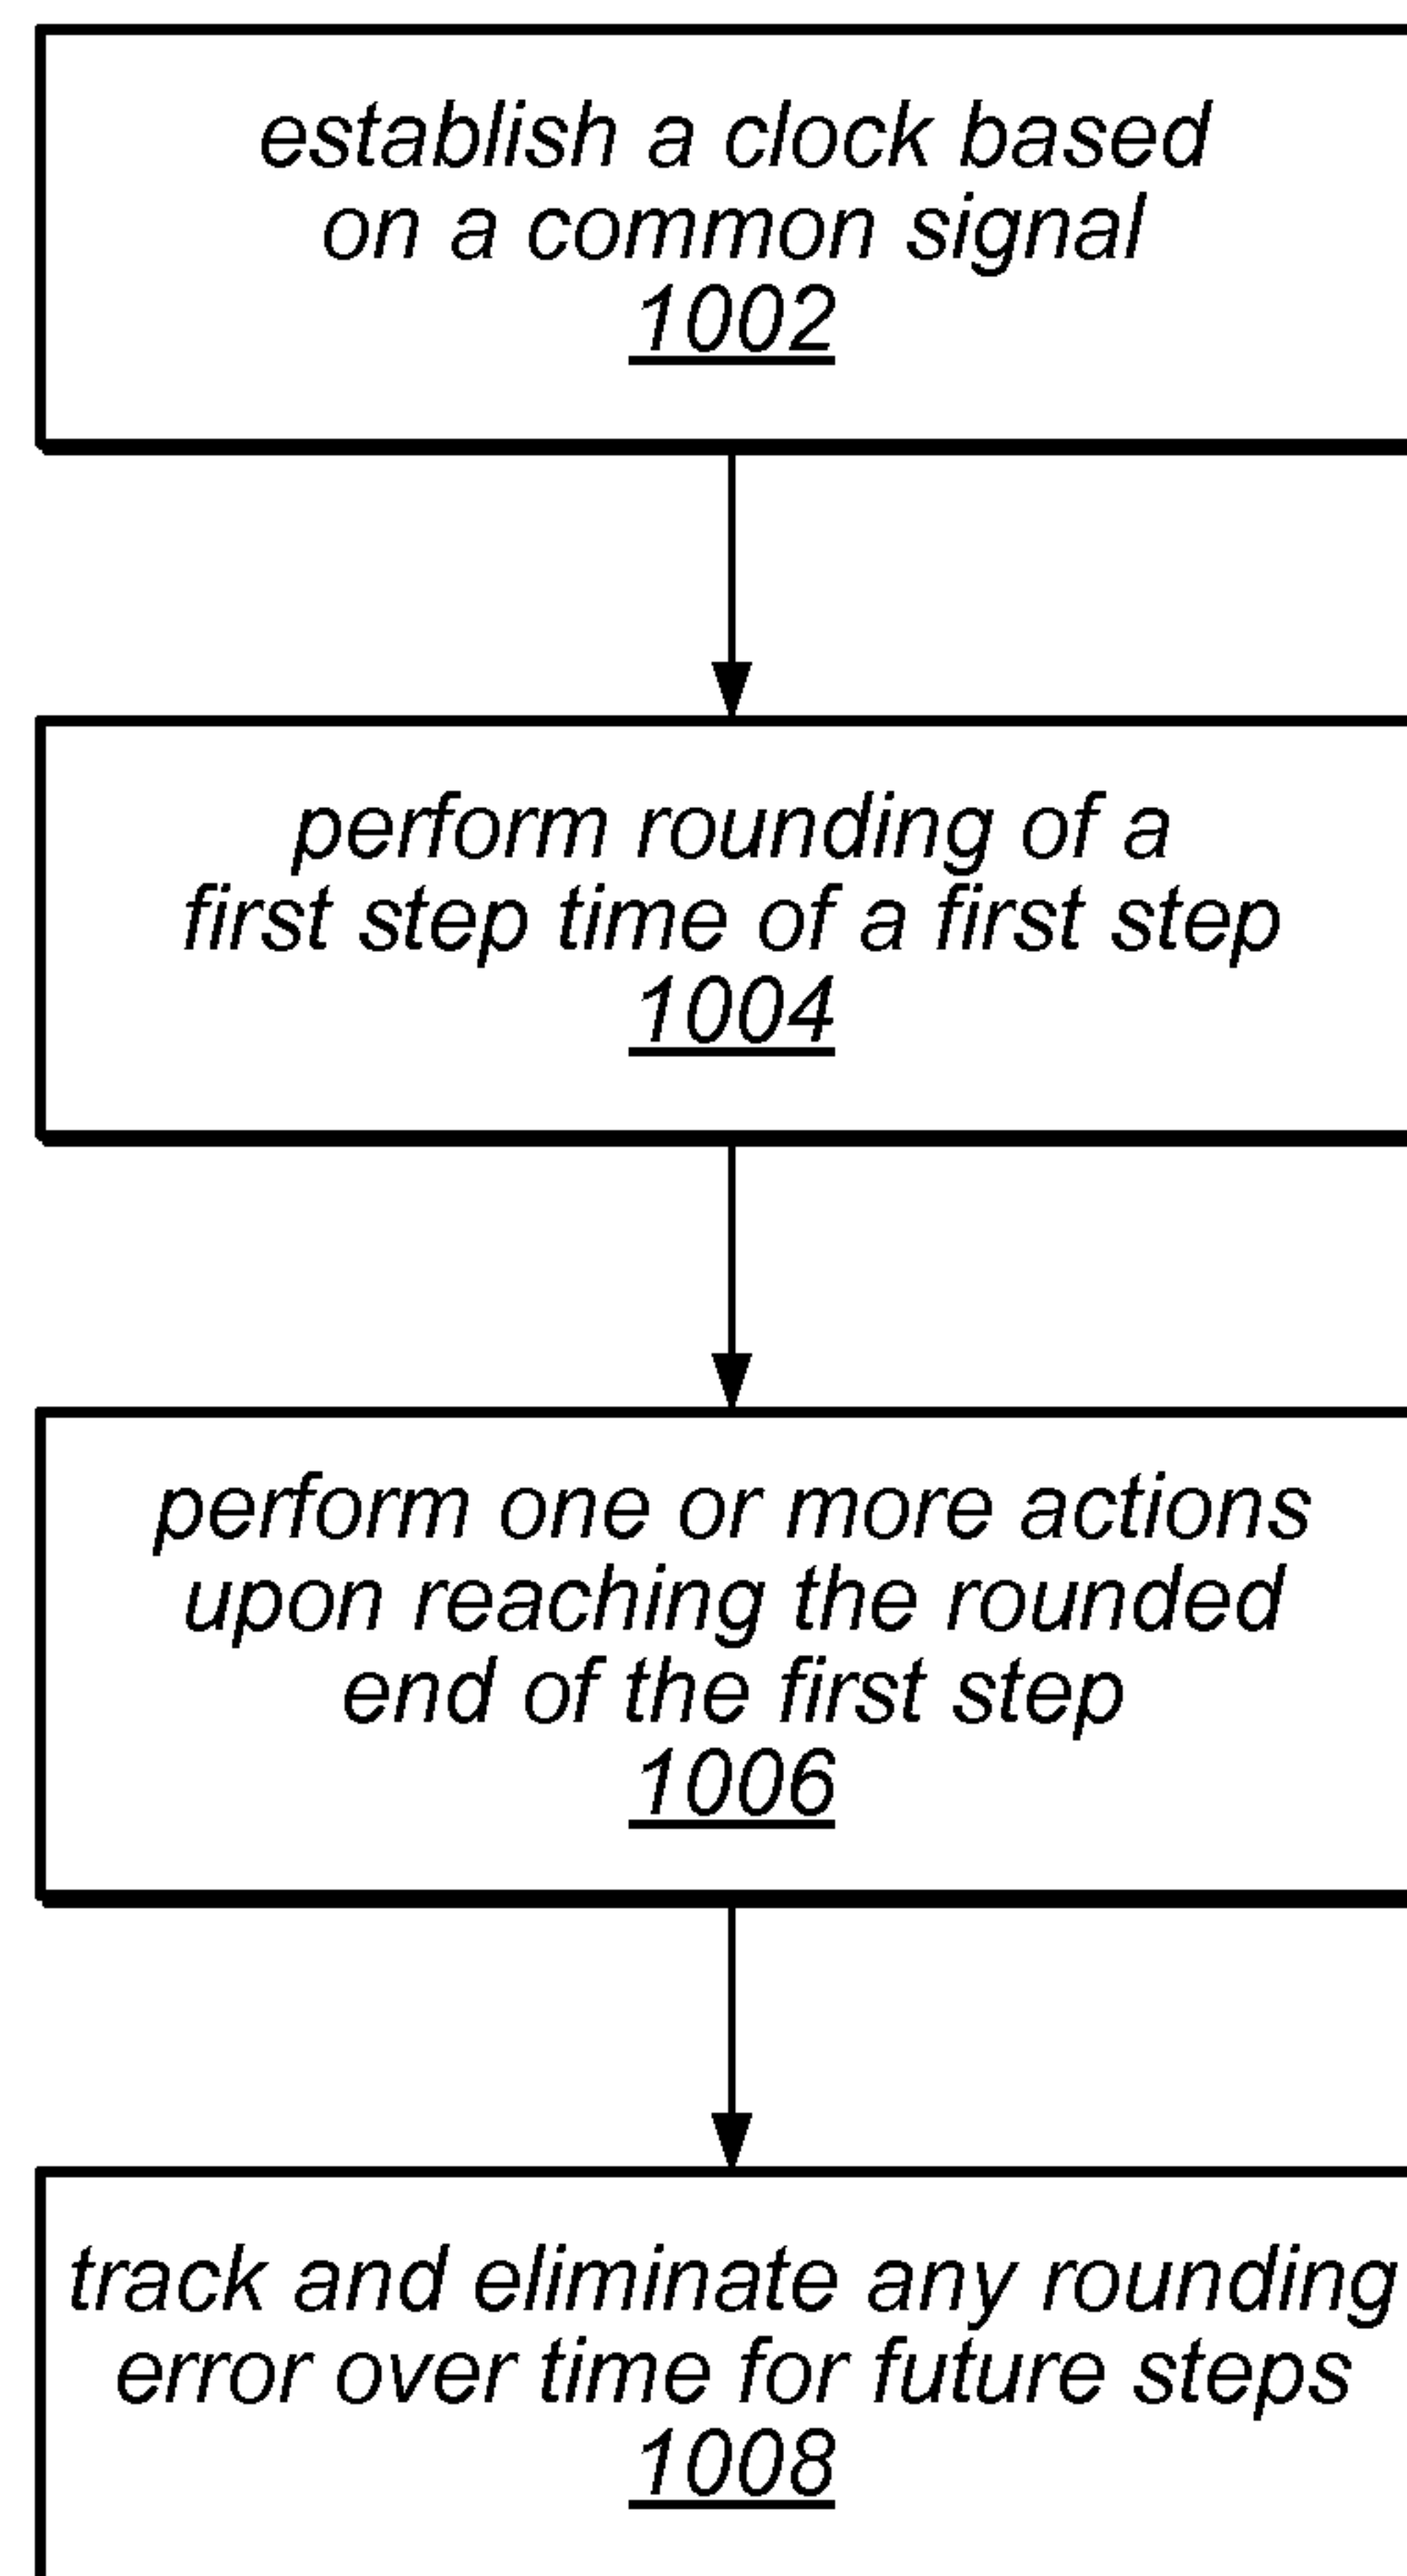 establish a clock based
on a common signal
1002
perform rounding of a
first step time of a first step
1004
perform one or more actions
upon reaching the rounded
end of the first step
1006
track and eliminate any rounding
error over time for future steps
1008